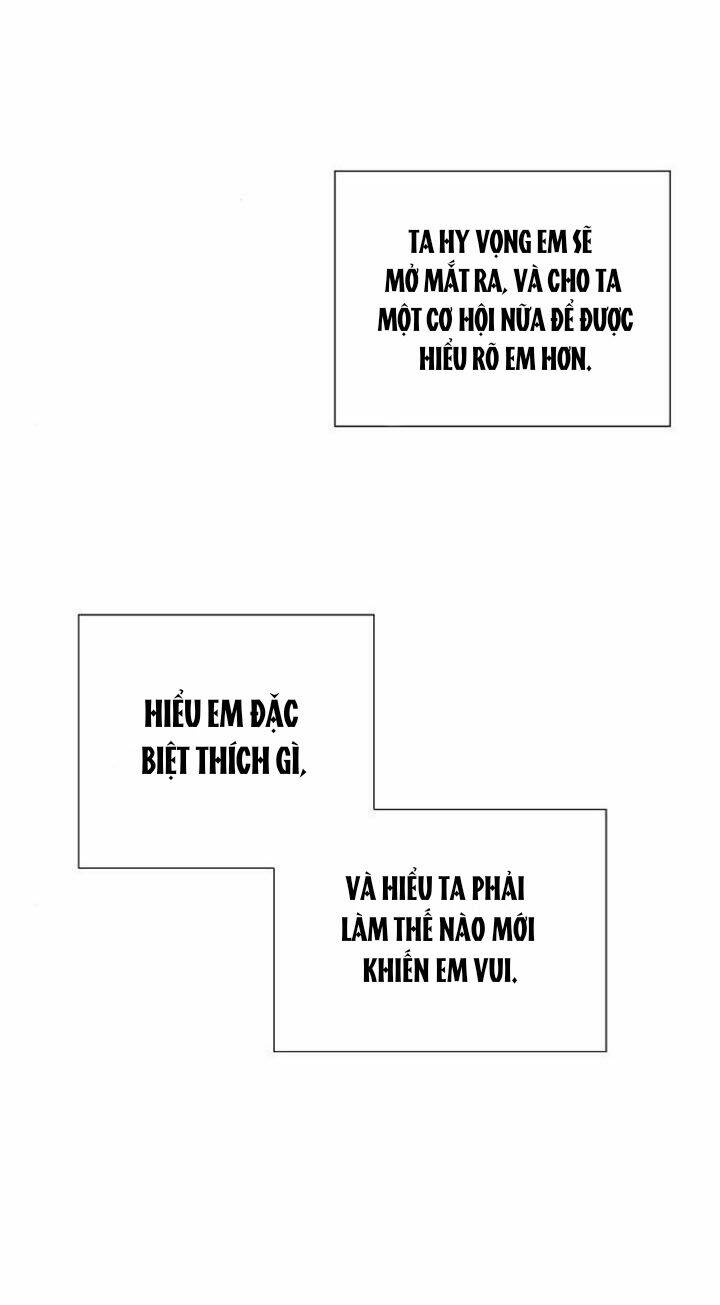 TA HY VỌNG EM SẼ
MỞ MẮT RA, VÀ CHO TA
MỘT CƠ HỘI NỮA ĐỂ ĐƯỢC
HIỂU RÕ EM HƠN.
HIỂU EM ĐẶC
BIỆT THÍCH GÌ,
VÀ HIỂU TA PHẢI
LÀM THẾ NÀO MỚI
KHIẾN EM VUI.